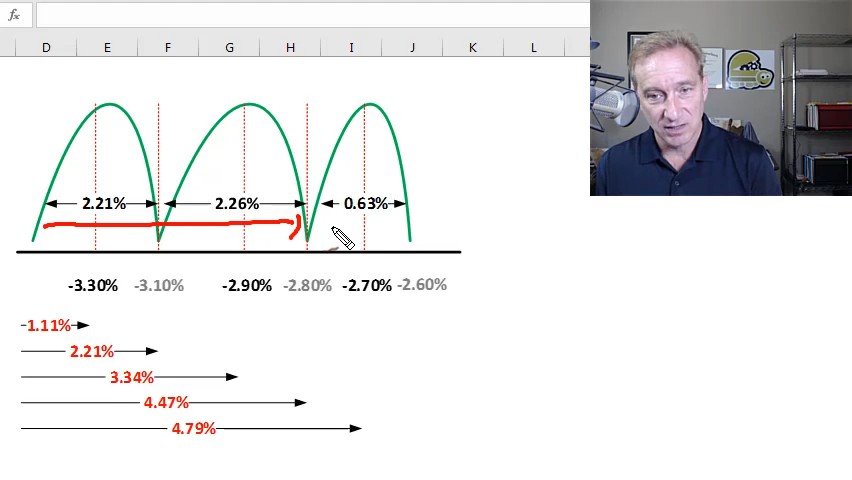 fx
D E F G H I J K L
2.21% 2.26% 0.63%
-3.30% -3.10% -2.90% -2.80% -2.70% -2.60%
1.11%
2.21%
3.34%
4.47%
4.79%